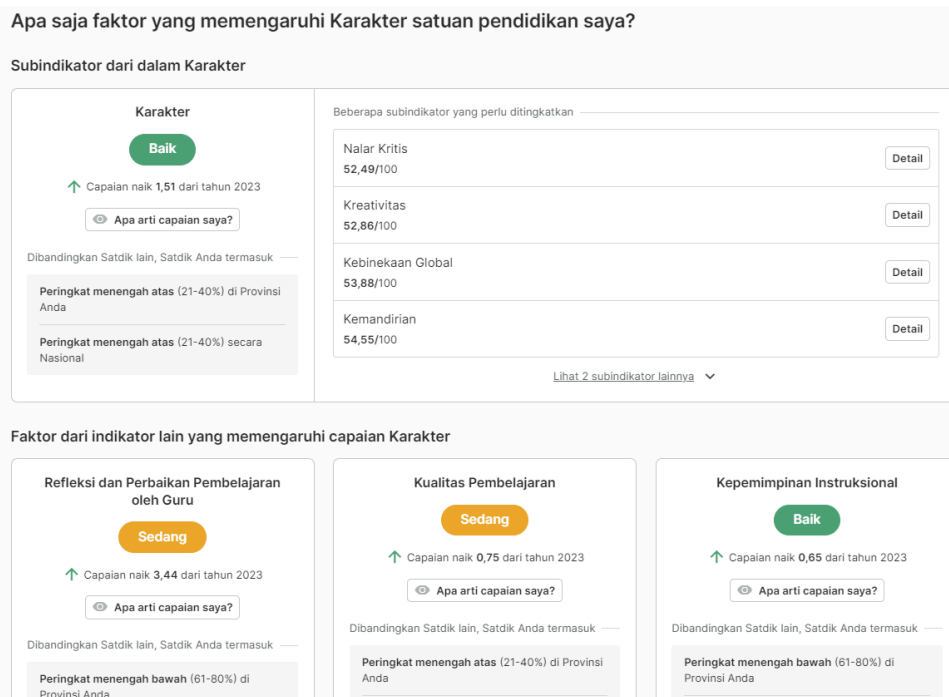 Apa saja faktor yang memengaruhi Karakter satuan pendidikan saya?
Subindikator dari dalam Karakter
Karakter
Baik
Capaian naik 1,51 dari tahun 2023
Apa arti capaian saya?
Dibandingkan Satdik lain, Satdik Anda termasuk
Peringkat menengah atas (21-40%) di Provinsi
Anda
Peringkat menengah atas (21-40%) secara
Nasional
Beberapa subindikator yang perlu ditingkatkan
Nalar Kritis
52,49/100
Detail
Kreativitas
52,86/100
Detail
Kebinekaan Global
53,88/100
Detail
Kemandirian
54,55/100
Detail
Lihat 2 subindikator lainnya
Faktor dari indikator lain yang memengaruhi capaian Karakter
Refleksi dan Perbaikan Pembelajaran
oleh Guru
Sedang
Capaian naik 3,44 dari tahun 2023
Apa arti capaian saya?
Dibandingkan Satdik lain, Satdik Anda termasuk
Peringkat menengah bawah (61-80%) di
Provinsi Anda
Kualitas Pembelajaran
Sedang
Capaian naik 0,75 dari tahun 2023
Apa arti capaian saya?
Dibandingkan Satdik lain, Satdik Anda termasuk
Peringkat menengah atas (21-40%) di Provinsi
Anda
Kepemimpinan Instruksional
Baik
Capaian naik 0,65 dari tahun 2023
Apa arti capaian saya?
Dibandingkan Satdik lain, Satdik Anda termasuk
Peringkat menengah bawah (61-80%) di
Provinsi Anda